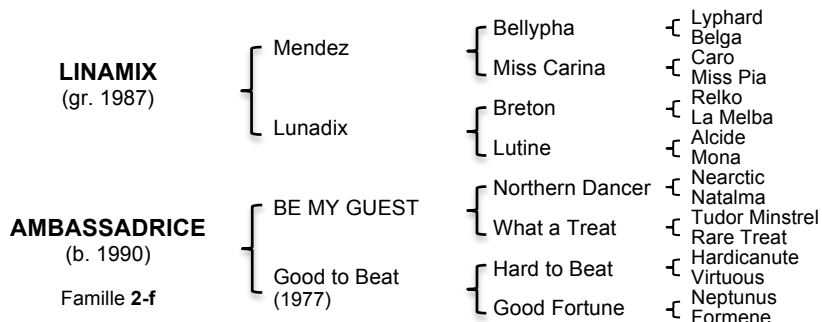 LINAMIX
(gr. 1987)
Mendez
Lunadix
Bellypha
Miss Carina
Breton
Lutine
Lyphard
Belga
Caro
Miss Pia
Relko
La Melba
Alcide
Mona
AMBASSADRICE
(b. 1990)
Famille 2-f
BE MY GUEST
Good to Beat
(1977)
Northern Dancer
What a Treat
Hard to Beat
Good Fortune
Nearctic
Natalma
Tudor Minstrel
Rare Treat
Hardicanute
Virtuous
Neptunus
Formene